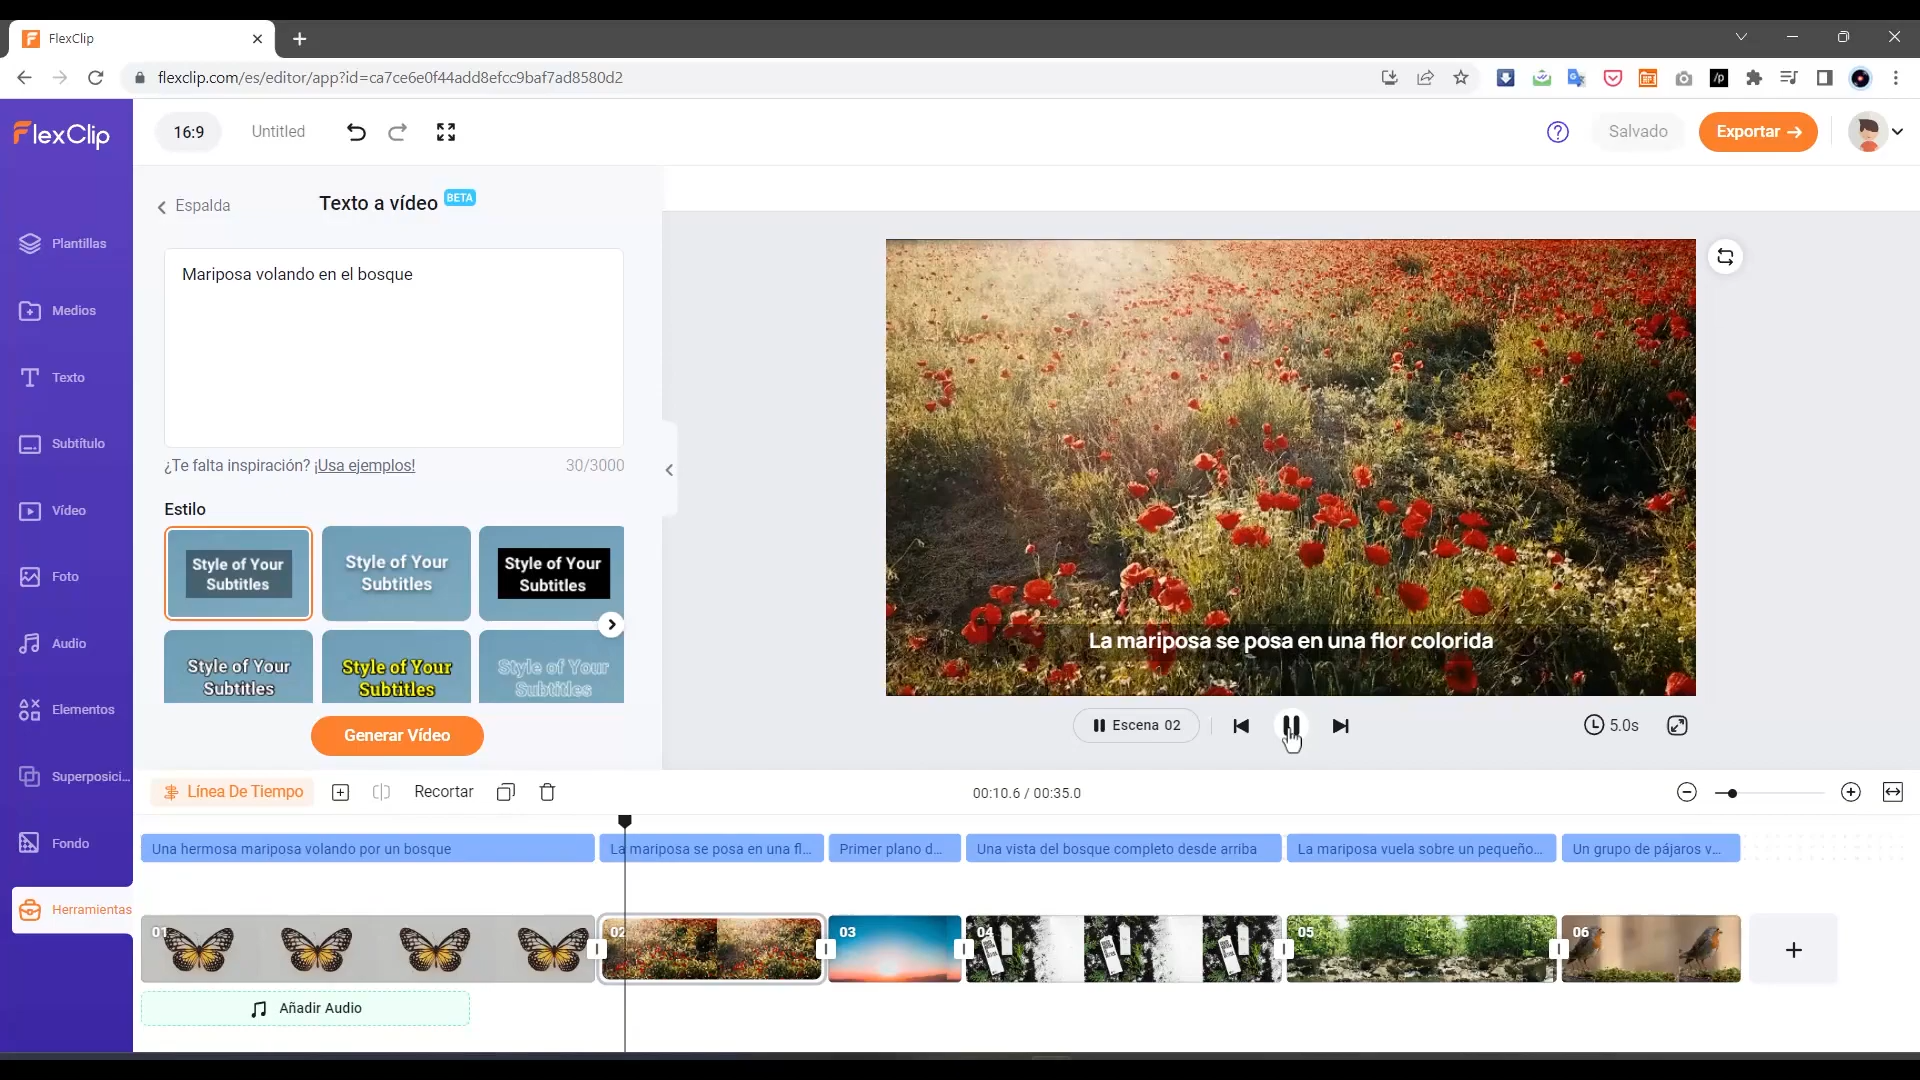 FlexClip
flexclip.com/es/editor/app?id=ca7ce6e0f44add8efcc9baf7ad8580d2
FlexClip
16:9
Untitled
Salvado
Exportar
Plantillas
Medios
Texto
Subtítulo
Vídeo
Foto
Audio
Elementos
Superposici...
Fondo
Herramientas
Espalda
Texto a vídeo BETA
Mariposa volando en el bosque
¿Te falta inspiración? ¡Usa ejemplos!
30/3000
Estilo
Style of Your
Subtitles
Style of Your
Subtitles
Style of Your
Subtitles
Style of Your
Subtitles
Style of Your
Subtitles
Style of Your
Subtitles
Generar Vídeo
La mariposa se posa en una flor colorida
Escena 02
5.0s
Línea De Tiempo
Recortar
00:10.6 / 00:35.0
Una hermosa mariposa volando por un bosque
La mariposa se posa en una fl...
Primer plano d...
Una vista del bosque completo desde arriba
La mariposa vuela sobre un pequeño...
Un grupo de pájaros v...
01
02
03
04
05
06
Añadir Audio